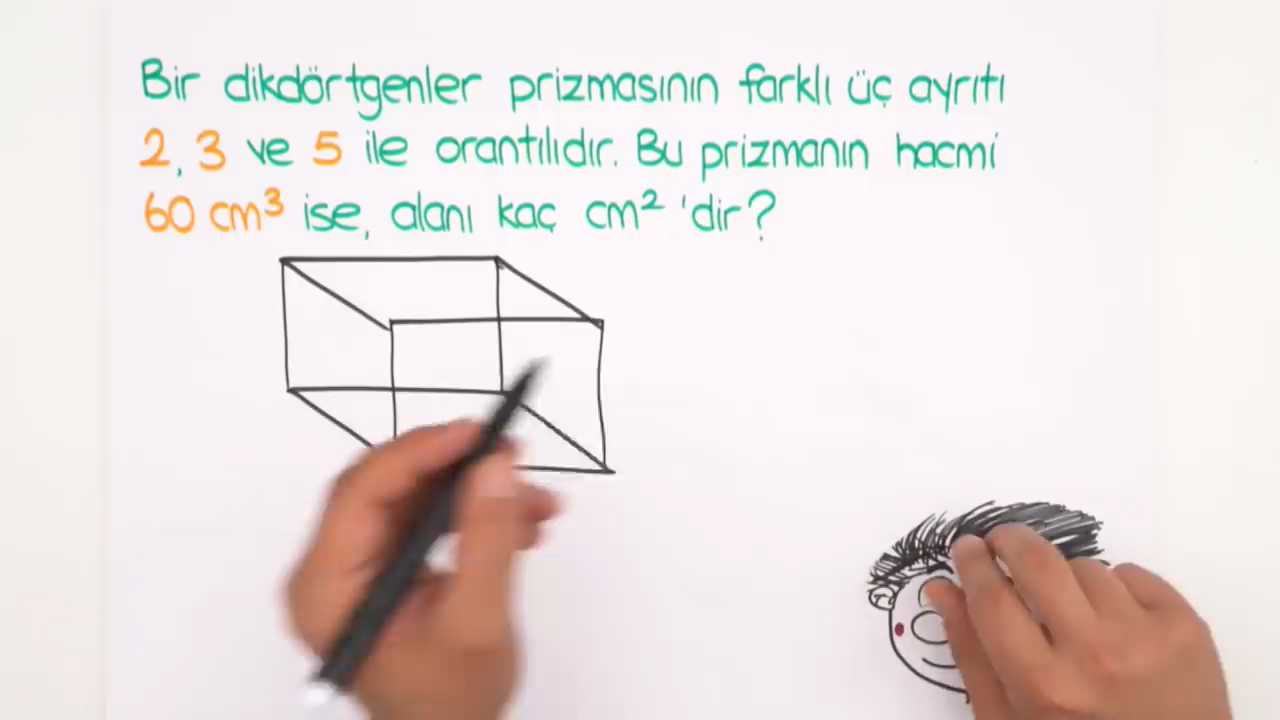 Bir dikdörtgenler prizmasının farklı üç ayrıtı
2, 3 ve 5 ile orantılıdır. Bu prizmanın hacmi
60 cm³ ise, alanı kaç cm² 'dir?